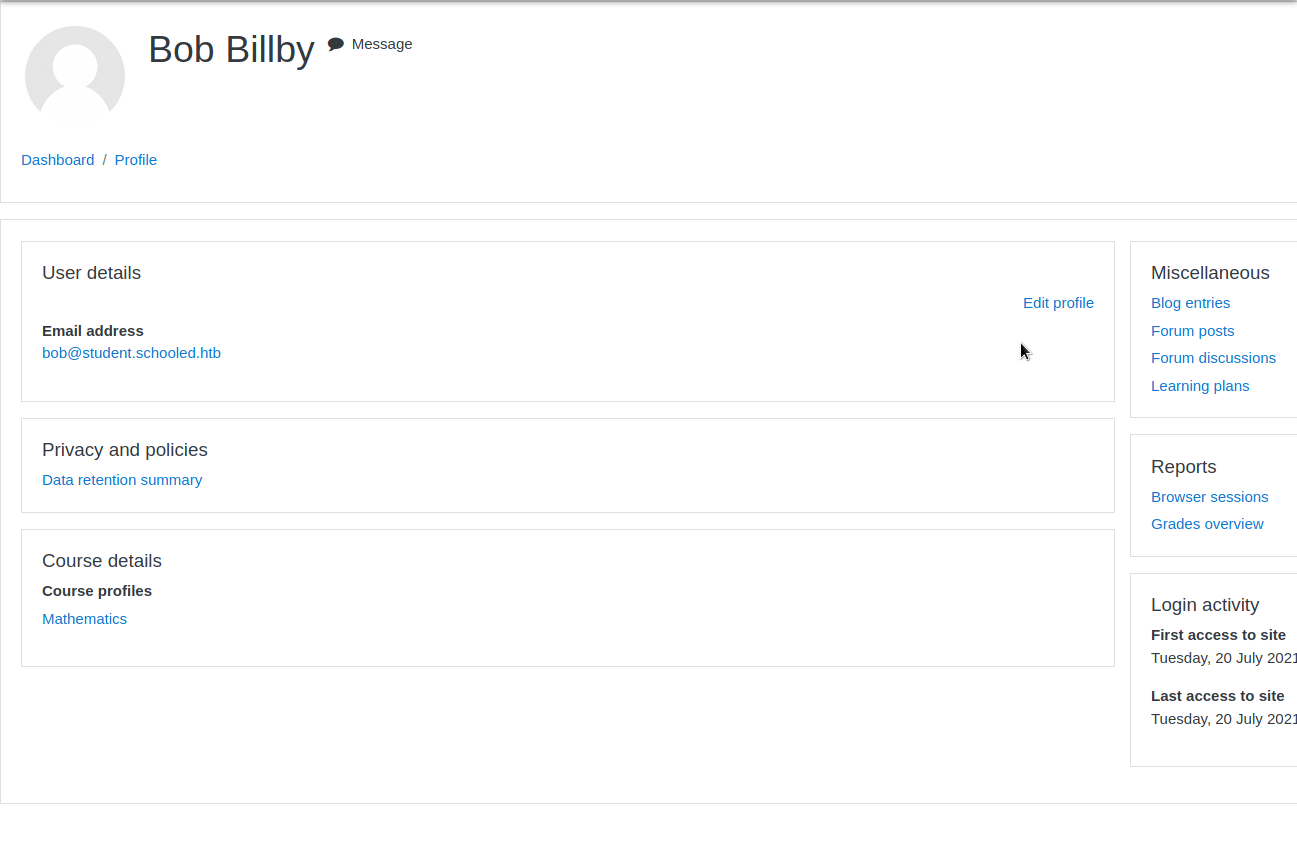 Bob Billby Message
Dashboard / Profile
User details
Edit profile
Email address
bob@student.schooled.htb
Privacy and policies
Data retention summary
Course details
Course profiles
Mathematics
Miscellaneous
Blog entries
Forum posts
Forum discussions
Learning plans
Reports
Browser sessions
Grades overview
Login activity
First access to site
Tuesday, 20 July 2021
Last access to site
Tuesday, 20 July 2021